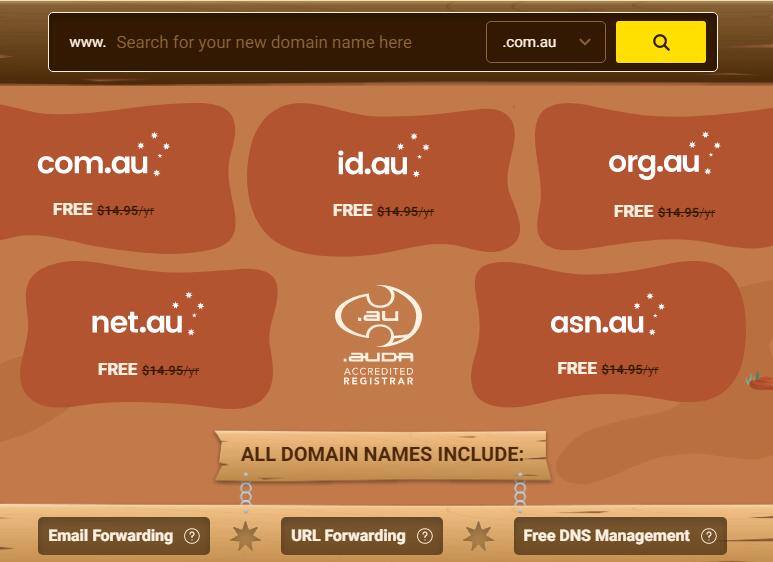 www. Search for your new domain name here .com.au
com.au
FREE $14.95/yr
id.au
FREE $14.95/yr
org.au
FREE $14.95/yr
net.au
FREE $14.95/yr
.au
.auDA
ACCREDITED
REGISTRAR
asn.au
FREE $14.95/yr
ALL DOMAIN NAMES INCLUDE:
Email Forwarding ?
URL Forwarding ?
Free DNS Management ?